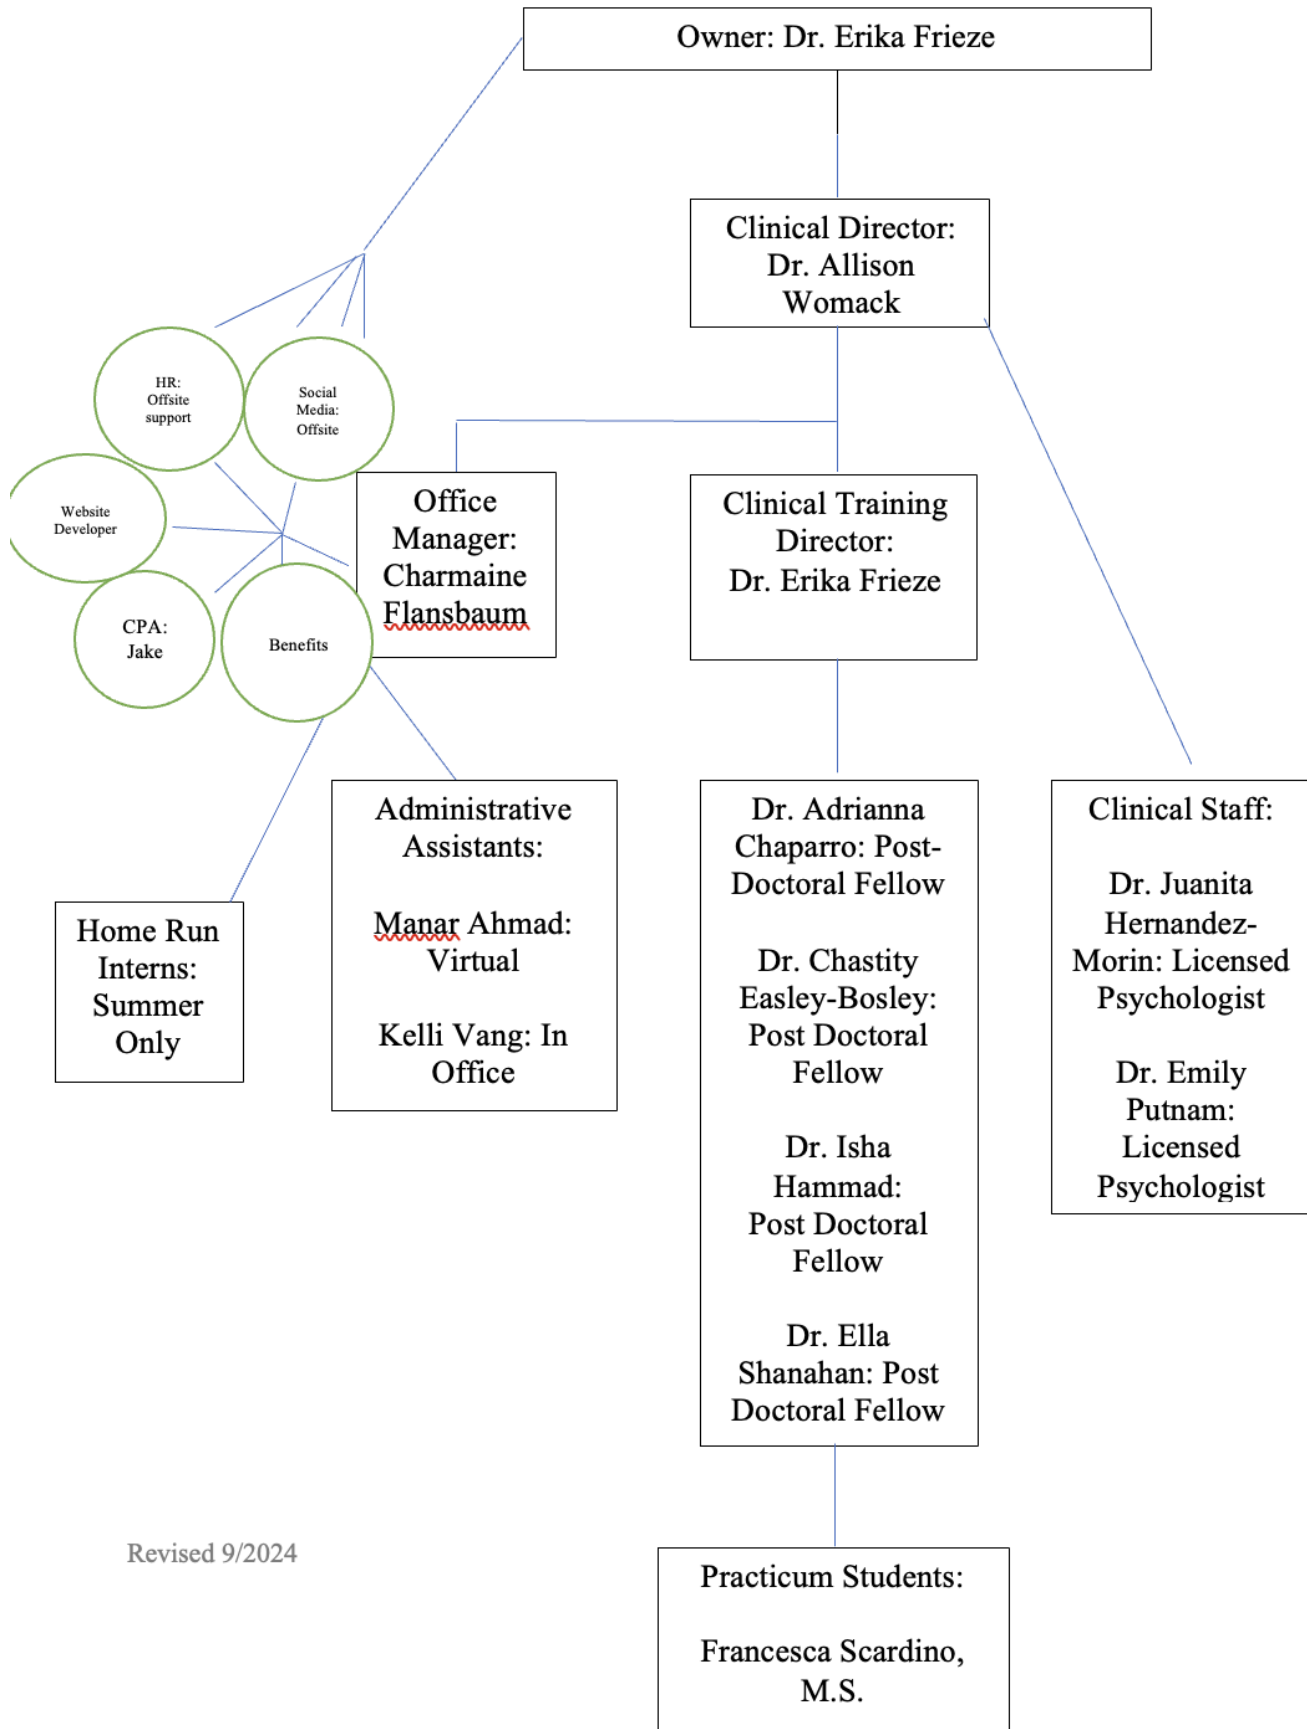 Owner: Dr. Erika Frieze
Clinical Director:
Dr. Allison
Womack
HR:
Offsite
support
Social
Media:
Offsite
Website
Developer
CPA:
Jake
Benefits
Office
Manager:
Charmaine
Flansbaum
Clinical Training
Director:
Dr. Erika Frieze
Home Run
Interns:
Summer
Only
Administrative
Assistants:
Manar Ahmad:
Virtual
Kelli Vang: In
Office
Dr. Adrianna
Chaparro: Post-
Doctoral Fellow
Dr. Chastity
Easley-Bosley:
Post Doctoral
Fellow
Dr. Isha
Hammad:
Post Doctoral
Fellow
Dr. Ella
Shanahan: Post
Doctoral Fellow
Clinical Staff:
Dr. Juanita
Hernandez-
Morin: Licensed
Psychologist
Dr. Emily
Putnam:
Licensed
Psychologist
Practicum Students:
Francesca Scardino,
M.S.
Revised 9/2024